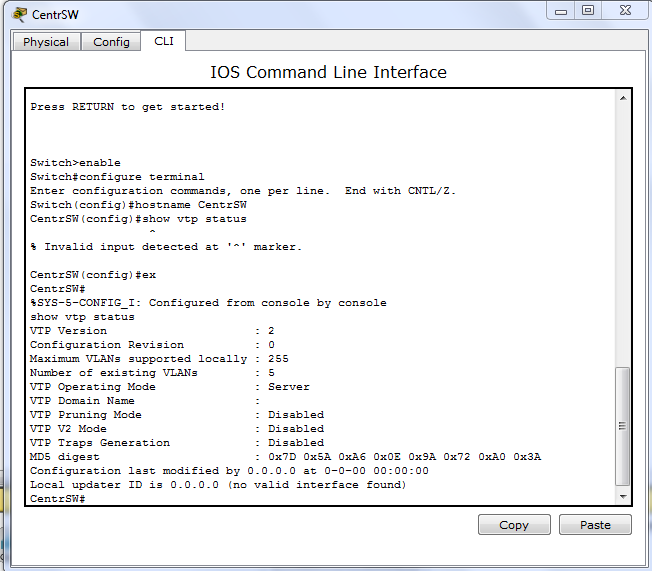 CentrSW
Physical Config CLI
IOS Command Line Interface
Press RETURN to get started!
Switch>enable
Switch#configure terminal
Enter configuration commands, one per line.  End with CNTL/Z.
Switch(config)#hostname CentrSW
CentrSW(config)#show vtp status
                 ^
% Invalid input detected at '^' marker.
CentrSW(config)#ex
CentrSW#
%SYS-5-CONFIG_I: Configured from console by console
show vtp status
VTP Version                     : 2
Configuration Revision          : 0
Maximum VLANs supported locally : 255
Number of existing VLANs        : 5
VTP Operating Mode              : Server
VTP Domain Name                 :
VTP Pruning Mode                : Disabled
VTP V2 Mode                     : Disabled
VTP Traps Generation            : Disabled
MD5 digest                      : 0x7D 0x5A 0xA6 0x0E 0x9A 0x72 0xA0 0x3A
Configuration last modified by 0.0.0.0 at 0-0-00 00:00:00
Local updater ID is 0.0.0.0 (no valid interface found)
CentrSW#
Copy Paste